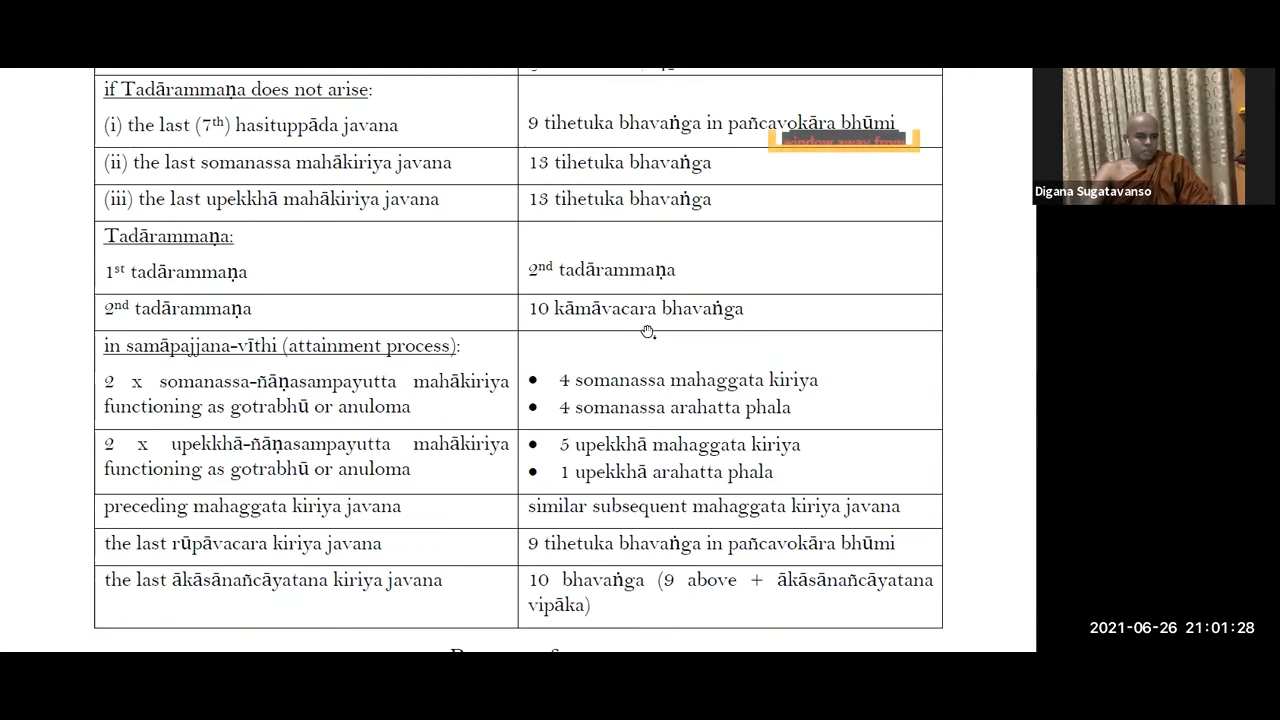 if Tadārammaṇa does not arise:
(i) the last (7th) hasituppāda javana
9 tihetuka bhavaṅga in pañcavokāra bhūmi
window away from
(ii) the last somanassa mahākiriya javana
13 tihetuka bhavaṅga
(iii) the last upekkhā mahākiriya javana
13 tihetuka bhavaṅga
Tadārammaṇa:
1st tadārammaṇa
2nd tadārammaṇa
2nd tadārammaṇa
10 kāmāvacara bhavaṅga
in samāpajjana-vīthi (attainment process):
2 x somanassa-ñāṇasampayutta mahākiriya
functioning as gotrabhū or anuloma
• 4 somanassa mahaggata kiriya
• 4 somanassa arahatta phala
2 x upekkhā-ñāṇasampayutta mahākiriya
functioning as gotrabhū or anuloma
• 5 upekkhā mahaggata kiriya
• 1 upekkhā arahatta phala
preceding mahaggata kiriya javana
similar subsequent mahaggata kiriya javana
the last rūpāvacara kiriya javana
9 tihetuka bhavaṅga in pañcavokāra bhūmi
the last ākāsānañcāyatana kiriya javana
10 bhavaṅga (9 above + ākāsānañcāyatana
vipāka)
Digana Sugatavanso
2021-06-26 21:01:28